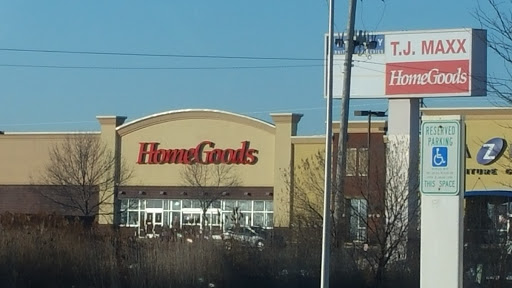 T.J. MAXX
HomeGoods
HomeGoods
RESERVED
PARKING
THIS SPACE
Z